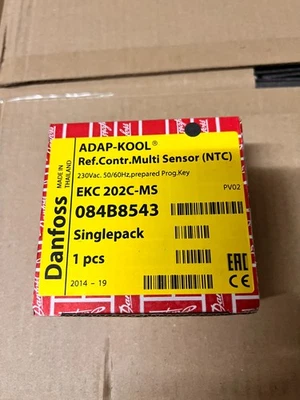 ADAP-KOOL®
Ref.Contr.Multi Sensor (NTC)
230Vac. 50/60Hz,prepared Prog.Key
EKC 202C-MS
PV02
084B8543
Singlepack
1 pcs
2014 - 19
Danfoss
MADE IN
THAILAND
EAC
CE